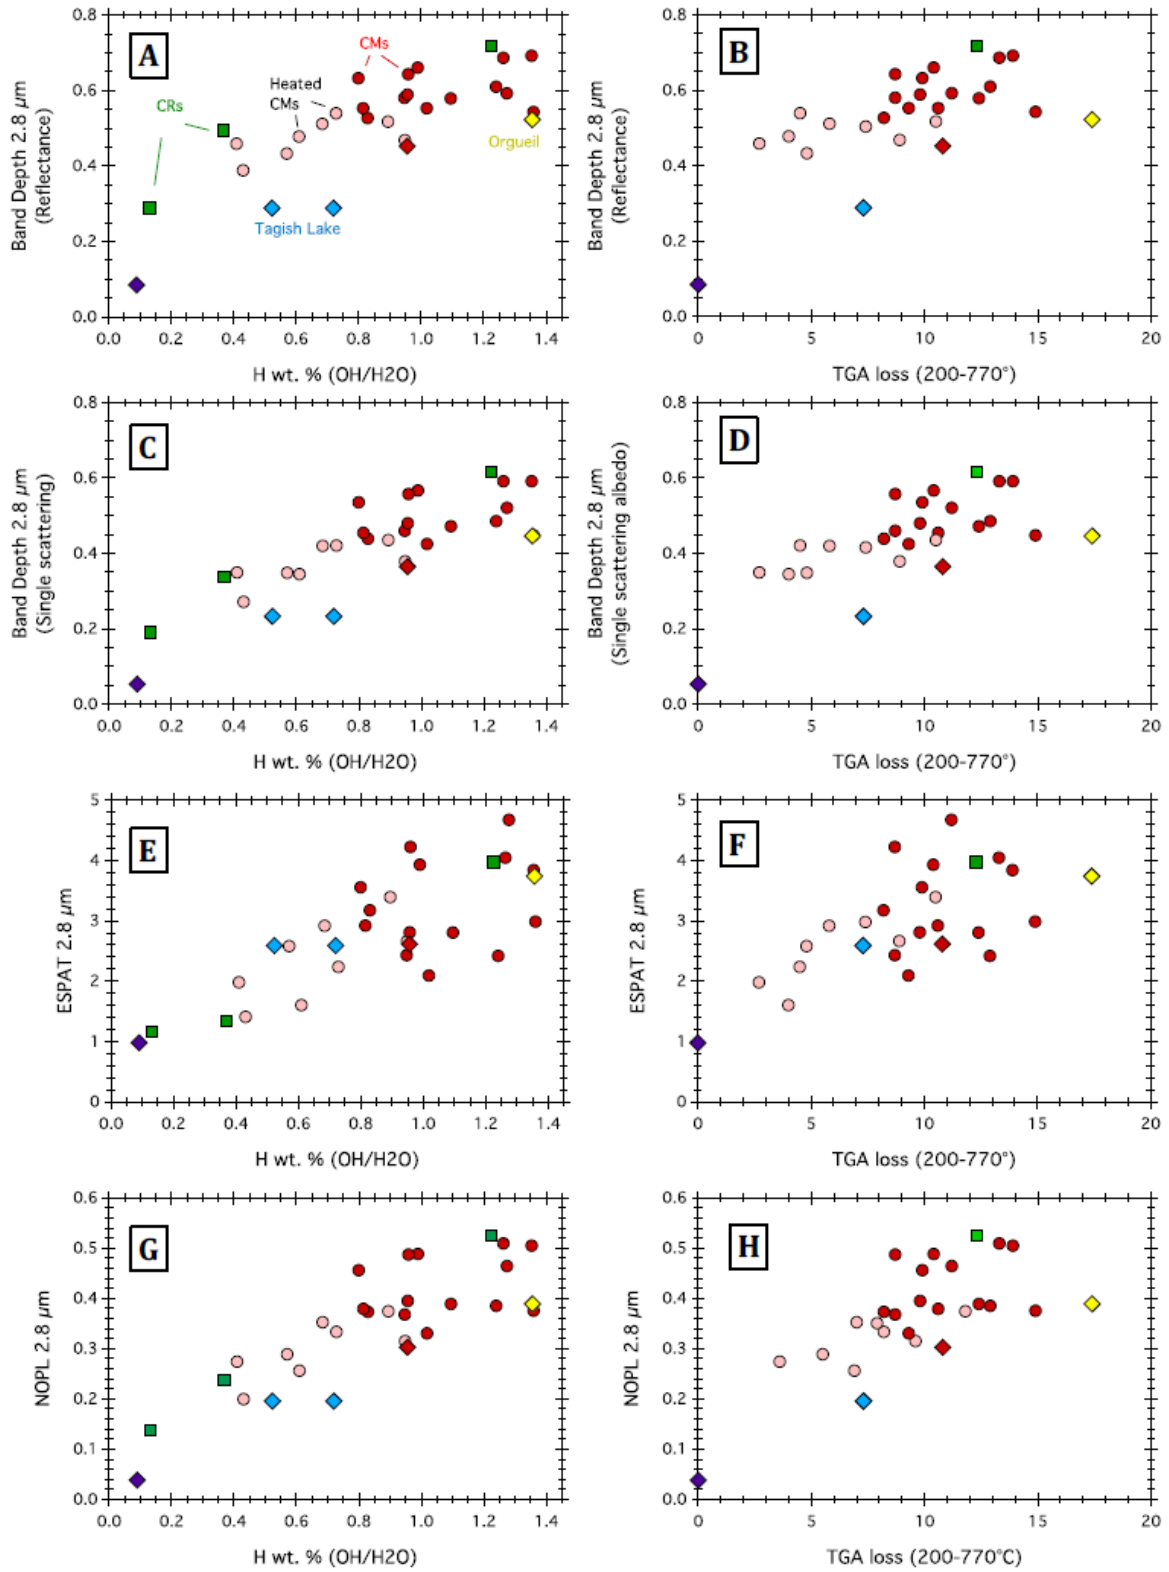 0.8
0.6
0.4
0.2
0.0
Band Depth 2.8 µm
(Reflectance)
A
CMs
Heated
CMs
CRs
Orgueil
Tagish Lake
0.0 0.2 0.4 0.6 0.8 1.0 1.2 1.4
H wt. % (OH/H2O)
0.8
0.6
0.4
0.2
0.0
Band Depth 2.8 µm
(Reflectance)
B
0 5 10 15 20
TGA loss (200-770°)
0.8
0.6
0.4
0.2
0.0
Band Depth 2.8 µm
(Single scattering)
C
0.0 0.2 0.4 0.6 0.8 1.0 1.2 1.4
H wt. % (OH/H2O)
0.8
0.6
0.4
0.2
0.0
Band Depth 2.8 µm
(Single scattering albedo)
D
0 5 10 15 20
TGA loss (200-770°)
5
4
3
2
1
0
ESPAT 2.8 µm
E
0.0 0.2 0.4 0.6 0.8 1.0 1.2 1.4
H wt. % (OH/H2O)
5
4
3
2
1
0
ESPAT 2.8 µm
F
0 5 10 15 20
TGA loss (200-770°)
0.6
0.5
0.4
0.3
0.2
0.1
0.0
NOPL 2.8 µm
G
0.0 0.2 0.4 0.6 0.8 1.0 1.2 1.4
H wt. % (OH/H2O)
0.6
0.5
0.4
0.3
0.2
0.1
0.0
NOPL 2.8 µm
H
0 5 10 15 20
TGA loss (200-770°C)